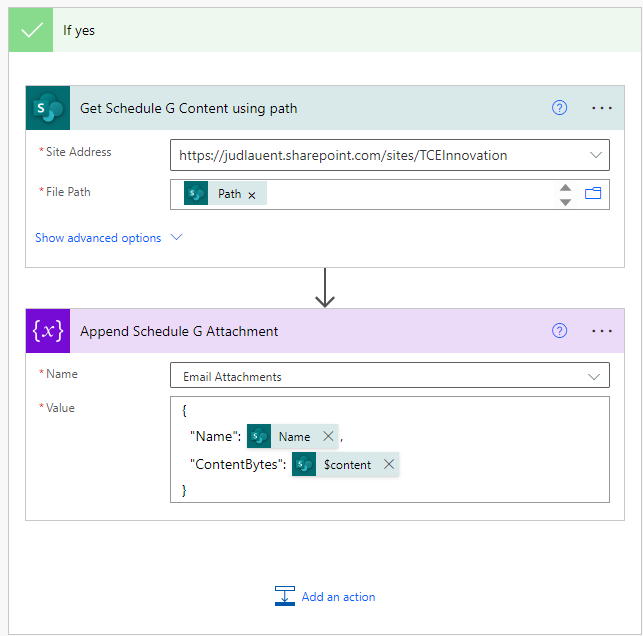 If yes
Get Schedule G Content using path
* Site Address
https://judlauent.sharepoint.com/sites/TCEInnovation
* File Path
Path
Show advanced options
{x} Append Schedule G Attachment
* Name
Email Attachments
* Value
{
"Name": Name ,
"ContentBytes": $content
}
Add an action